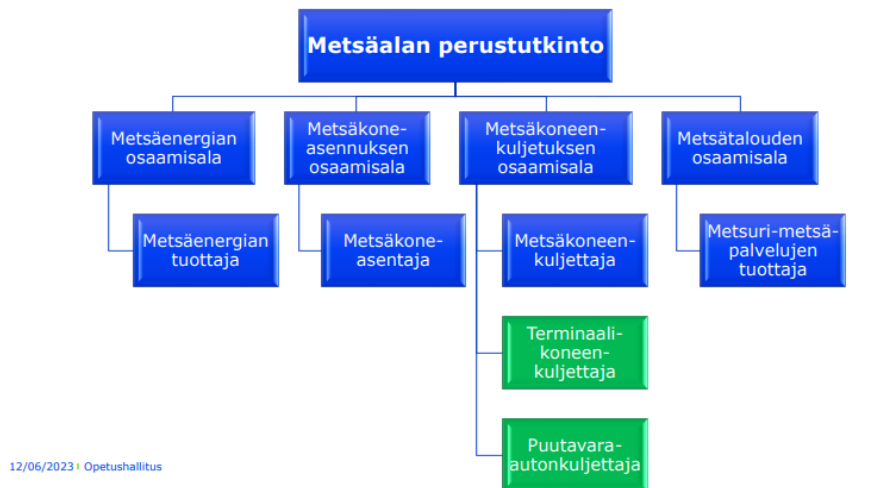 Metsäalan perustutkinto
Metsäenergian
osaamisala
Metsäkone-
asennuksen
osaamisala
Metsäkoneen-
kuljetuksen
osaamisala
Metsätalouden
osaamisala
Metsäenergian
tuottaja
Metsäkone-
asentaja
Metsäkoneen-
kuljettaja
Metsuri-metsä-
palvelujen
tuottaja
Terminaali-
koneen-
kuljettaja
Puutavara-
autonkuljettaja
12/06/2023 Opetushallitus